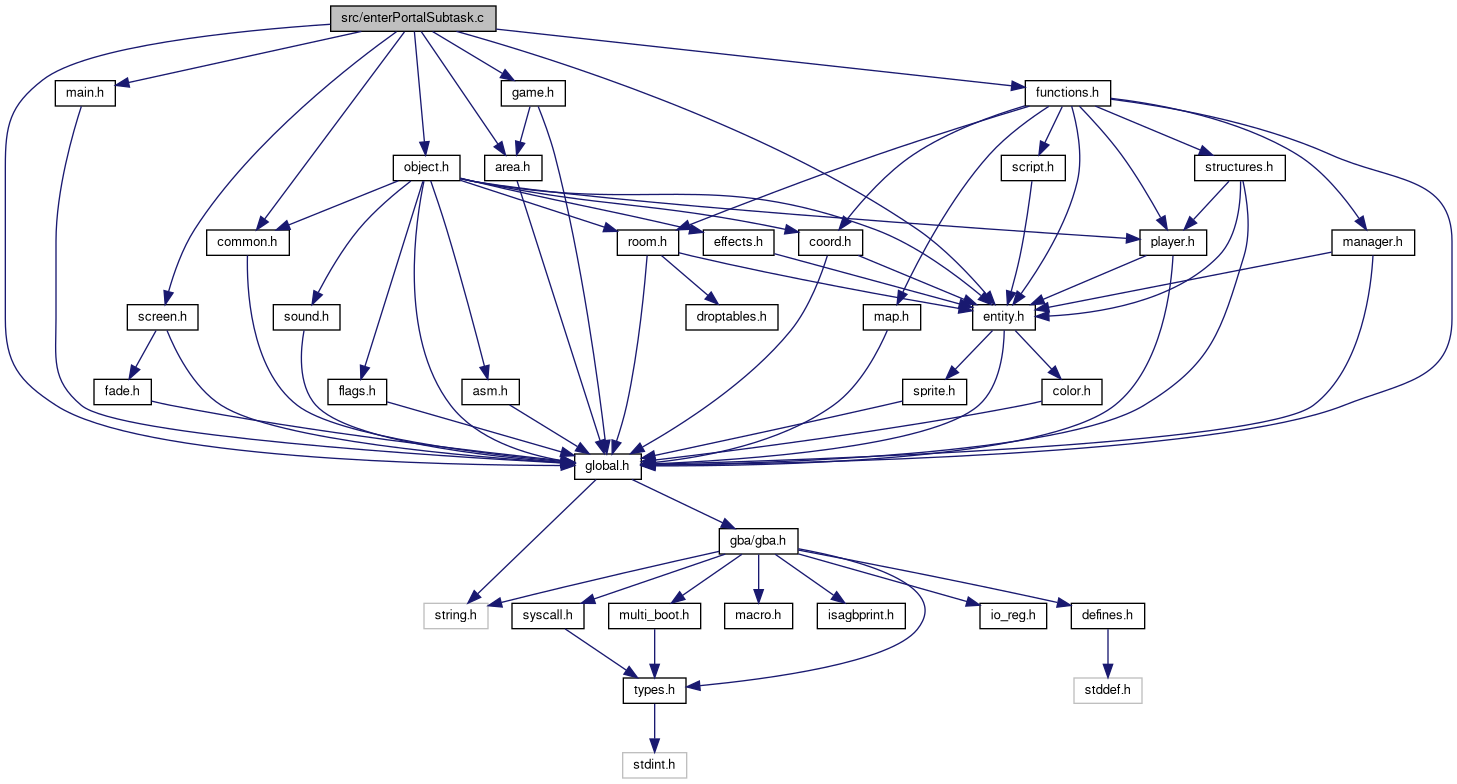 src/enterPortalSubtask.c
main.h
game.h
functions.h
object.h
area.h
script.h
structures.h
common.h
room.h
effects.h
coord.h
player.h
manager.h
screen.h
sound.h
droptables.h
map.h
entity.h
fade.h
flags.h
asm.h
sprite.h
color.h
global.h
gba/gba.h
string.h
syscall.h
multi_boot.h
macro.h
isagbprint.h
io_reg.h
defines.h
types.h
stddef.h
stdint.h